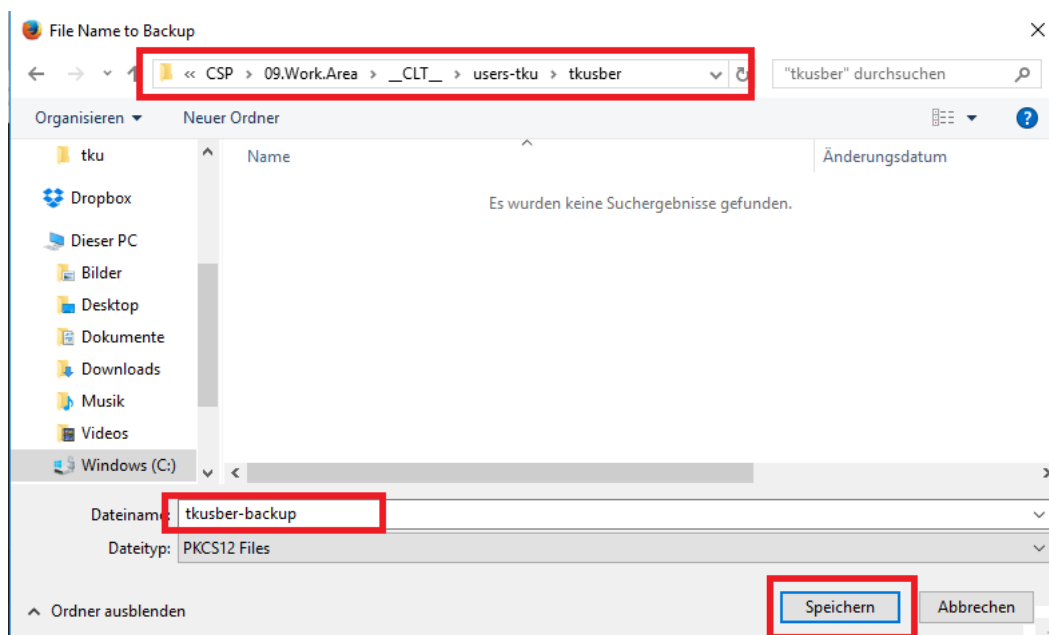 File Name to Backup
« CSP > 09.Work.Area > __CLT_ > users-tku > tkusber
"tkusber" durchsuchen
Organisieren
Neuer Ordner
tku
Name
Änderungsdatum
Es wurden keine Suchergebnisse gefunden.
Dropbox
Dieser PC
Bilder
Desktop
Dokumente
Downloads
Musik
Videos
Windows (C:)
Dateiname: tkusber-backup
Dateityp: PKCS12 Files
Ordner ausblenden
Speichern
Abbrechen